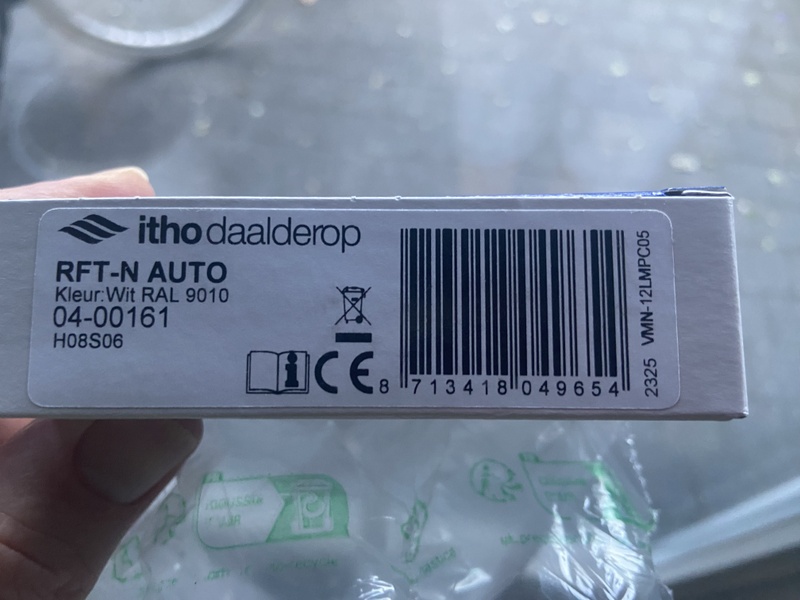 itho daalderop
RFT-N AUTO
Kleur:Wit RAL 9010
04-00161
H08S06
CE
8 713418 049654
2325 VMN-12LMPC05